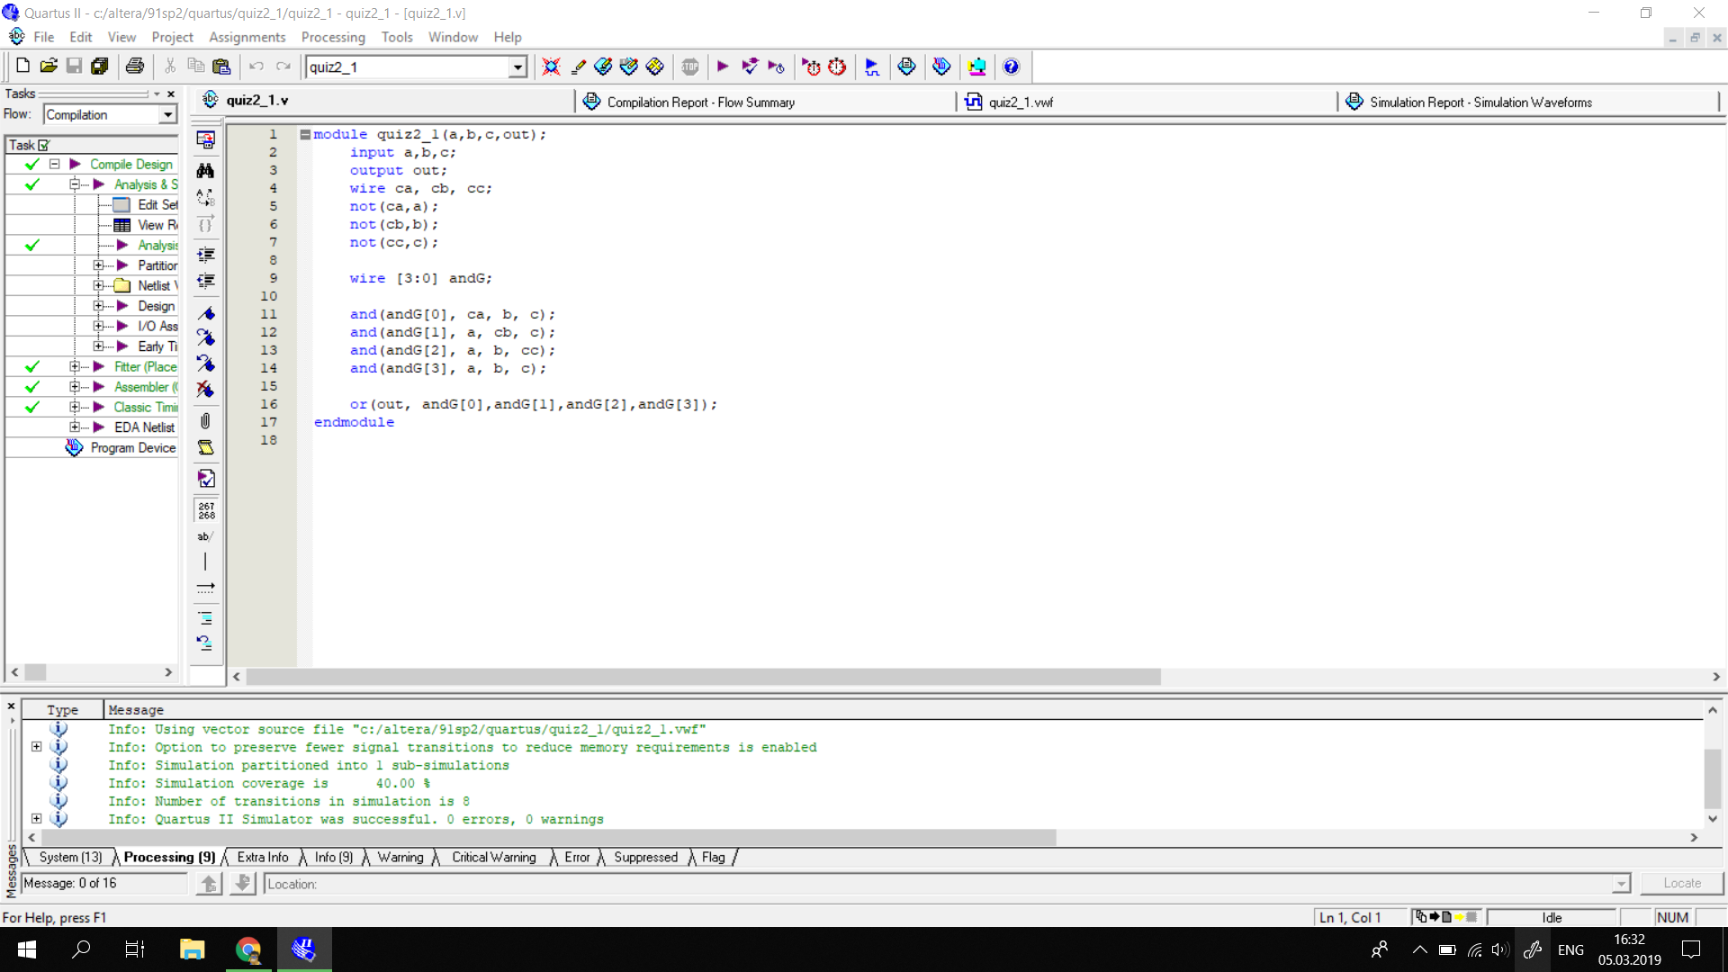 Quartus II - c:/altera/91sp2/quartus/quiz2_1/quiz2_1 - quiz2_1 - [quiz2_1.v]
File Edit View Project Assignments Processing Tools Window Help
quiz2_1
Tasks
Flow: Compilation
Task
Compile Design
Analysis & S
Edit Set
View Re
Analysis
Partition
Netlist V
Design
I/O Ass
Early Ti
Fitter (Place
Assembler (
Classic Timi
EDA Netlist
Program Device
quiz2_1.v
Compilation Report - Flow Summary
quiz2_1.vwf
Simulation Report - Simulation Waveforms
267
268
ab/
1 module quiz2_1(a,b,c,out);
2 input a,b,c;
3 output out;
4 wire ca, cb, cc;
5 not(ca,a);
6 not(cb,b);
7 not(cc,c);
8
9 wire [3:0] andG;
10
11 and(andG[0], ca, b, c);
12 and(andG[1], a, cb, c);
13 and(andG[2], a, b, cc);
14 and(andG[3], a, b, c);
15
16 or(out, andG[0],andG[1],andG[2],andG[3]);
17 endmodule
18
Type Message
Info: Using vector source file "c:/altera/91sp2/quartus/quiz2_1/quiz2_1.vwf"
Info: Option to preserve fewer signal transitions to reduce memory requirements is enabled
Info: Simulation partitioned into 1 sub-simulations
Info: Simulation coverage is 40.00 %
Info: Number of transitions in simulation is 8
Info: Quartus II Simulator was successful. 0 errors, 0 warnings
System (13) Processing (9) Extra Info Info (9) Warning Critical Warning Error Suppressed Flag
Messages
Message: 0 of 16
Location:
Locate
For Help, press F1
Ln 1, Col 1
Idle
NUM
ENG
16:32
05.03.2019